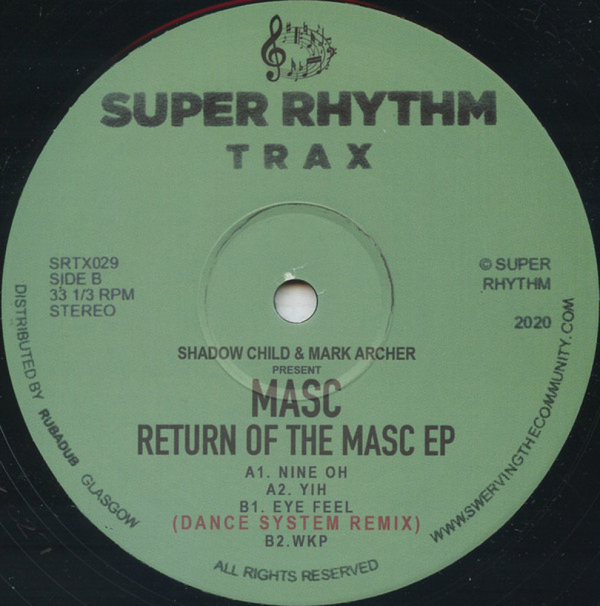 SUPER RHYTHM
TRAX
SRTX029
SIDE B
33 1/3 RPM
STEREO
© SUPER
RHYTHM
2020
SHADOW CHILD & MARK ARCHER
PRESENT
MASC
RETURN OF THE MASC EP
A1. NINE OH
A2. YIH
B1. EYE FEEL
(DANCE SYSTEM REMIX)
B2.WKP
DISTRIBUTED BY RUBADUB GLASGOW
ALL RIGHTS RESERVED
WWW.SWERVINGTHECOMMUNITY.COM